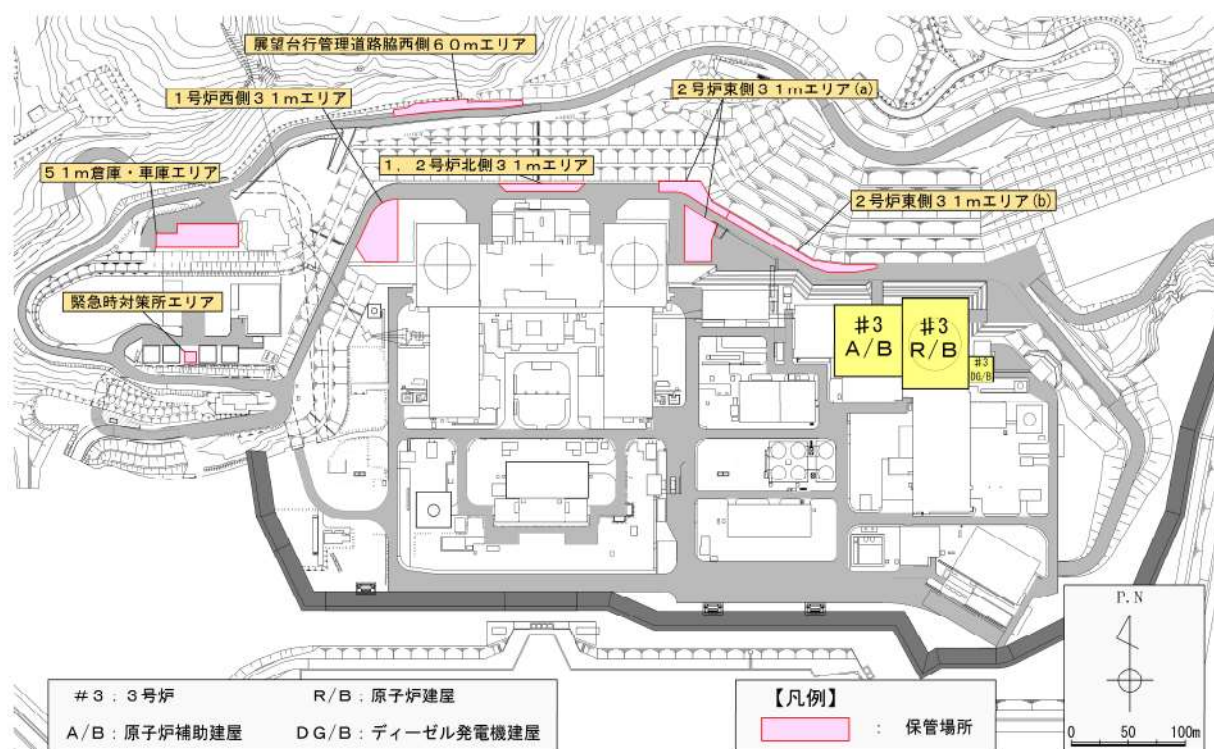 展望台行管理道路脇西側60mエリア
1号炉西側31mエリア
2号炉東側31mエリア(a)
51m倉庫・車庫エリア
1,2号炉北側31mエリア
2号炉東側31mエリア(b)
緊急時対策所エリア
#3
A/B
#3
R/B
#3
DG/B
P.N
#3:3号炉
R/B:原子炉建屋
A/B:原子炉補助建屋
DG/B:ディーゼル発電機建屋
【凡例】
:保管場所
0 50 100m